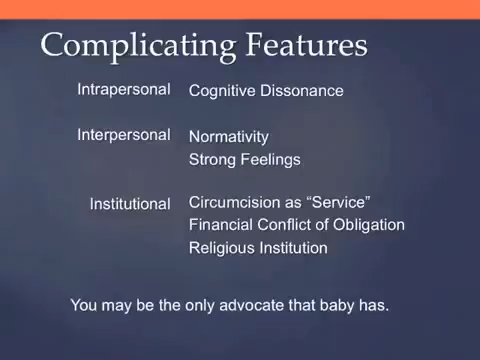 Complicating Features
Intrapersonal Cognitive Dissonance
Interpersonal Normativity
Strong Feelings
Institutional Circumcision as “Service”
Financial Conflict of Obligation
Religious Institution
You may be the only advocate that baby has.